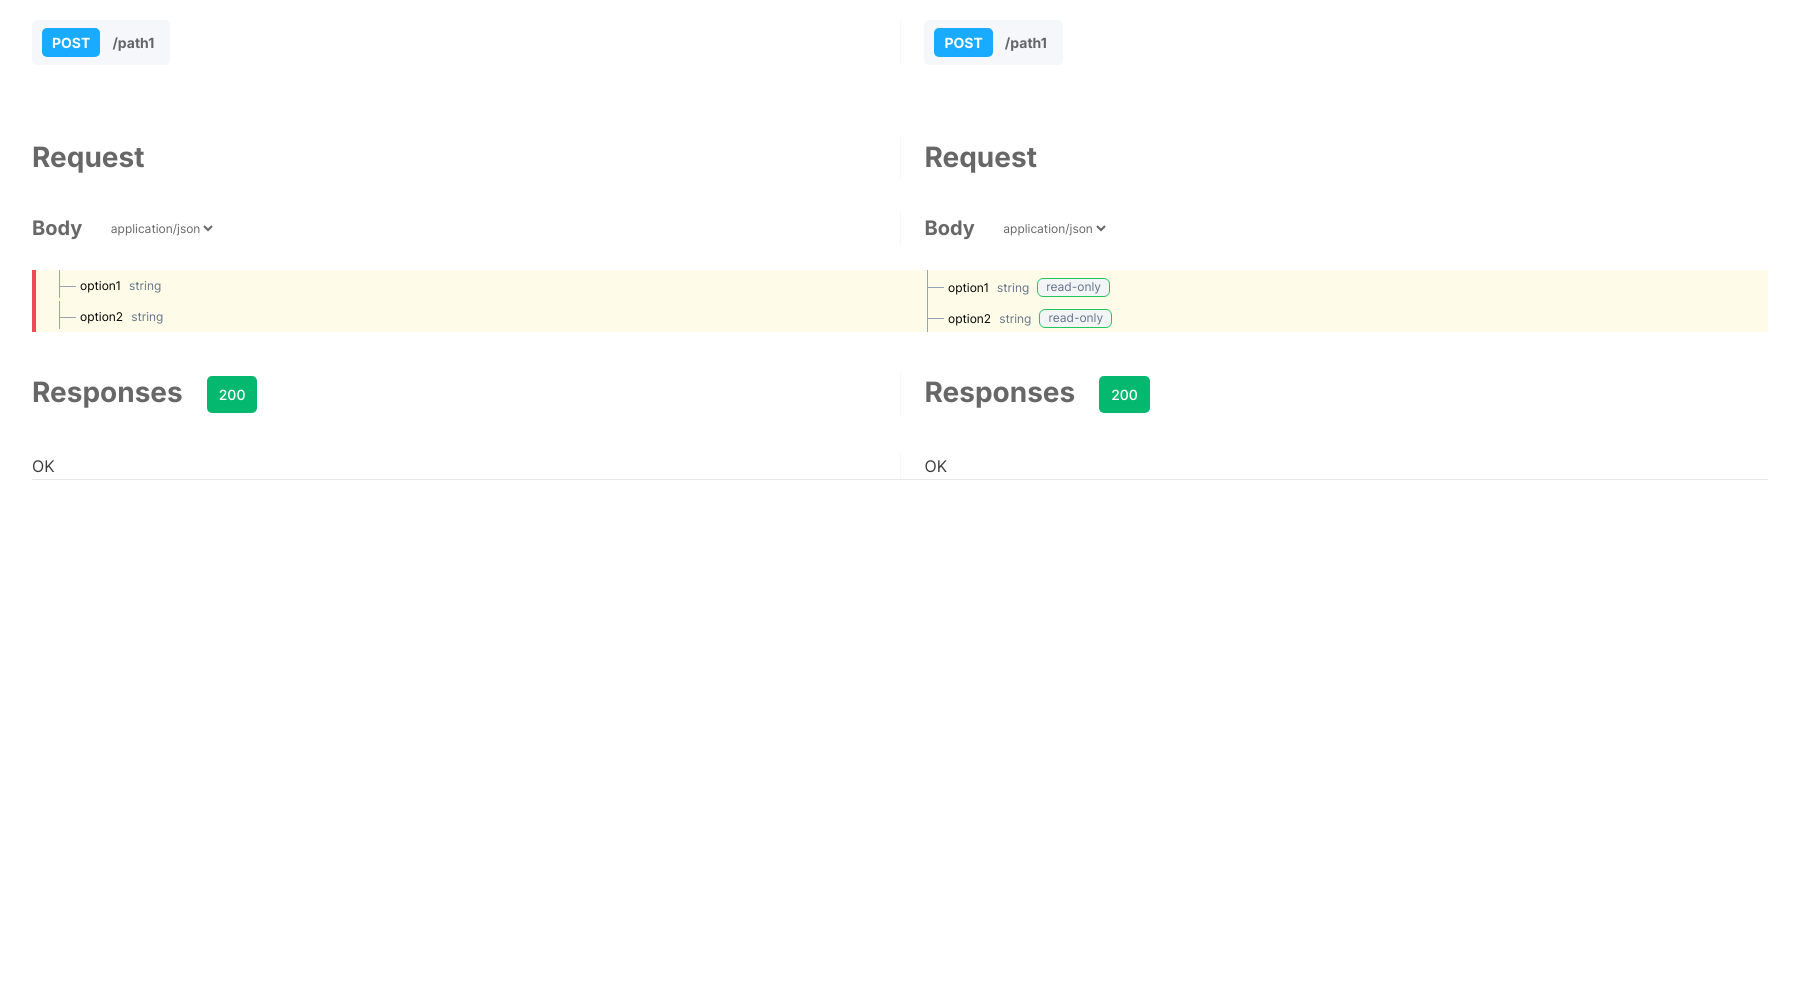 POST /path1 POST /path1
Request Request
Body application/json Body application/json
option1 string option1 string read-only
option2 string option2 string read-only
Responses 200 Responses 200
OK OK